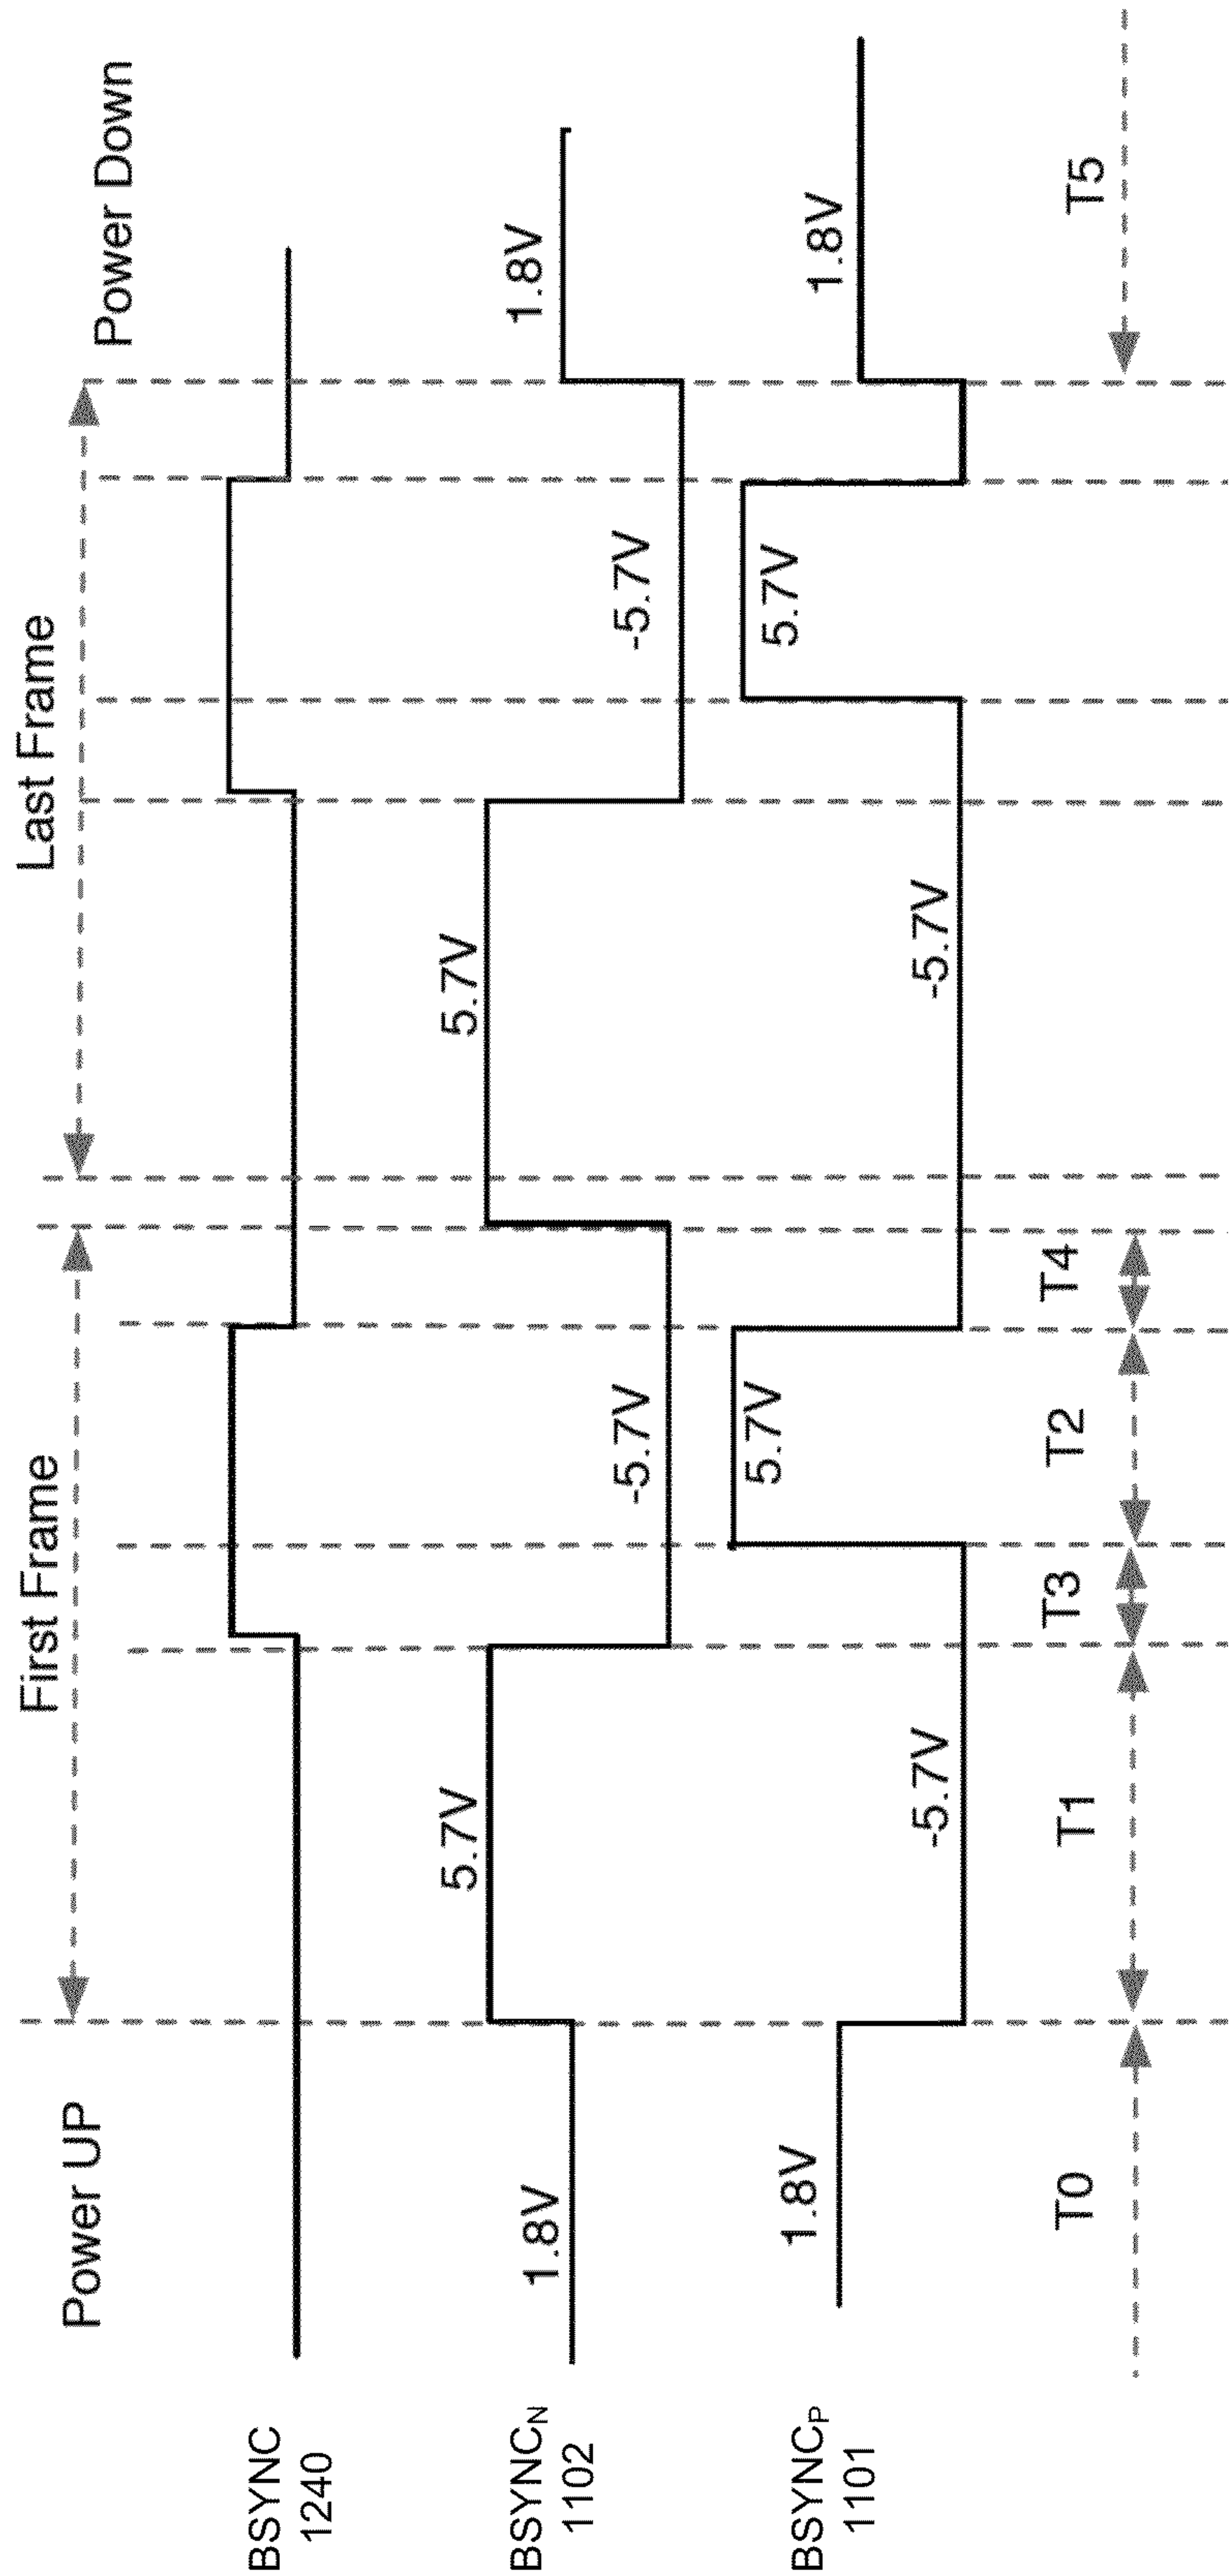 Power UP
First Frame
Last Frame
Power Down
BSYNC
1240
BSYNCN
1102
1.8V
5.7V
-5.7V
5.7V
-5.7V
1.8V
BSYNCP
1101
1.8V
-5.7V
5.7V
-5.7V
5.7V
1.8V
T0
T1
T3
T2
T4
T5